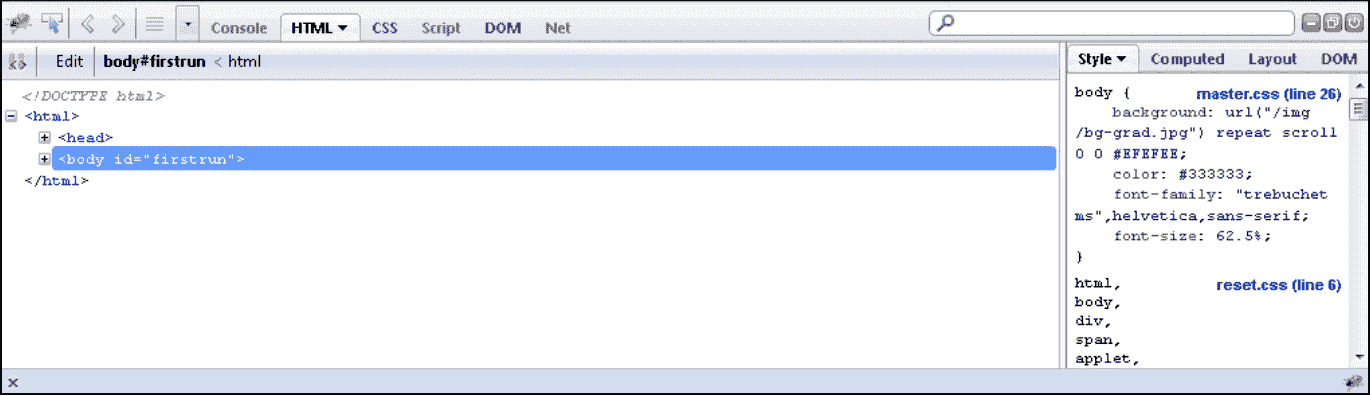 Console HTML CSS Script DOM Net
Edit body#firstrun < html
Style Computed Layout DOM
<!DOCTYPE html>
<html>
<head>
<body id="firstrun">
</html>
body { master.css (line 26)
background: url("/img
/bg-grad.jpg") repeat scroll
0 0 #EFEFEE;
color: #333333;
font-family: "trebuchet
ms",helvetica,sans-serif;
font-size: 62.5%;
}
html, reset.css (line 6)
body,
div,
span,
applet,